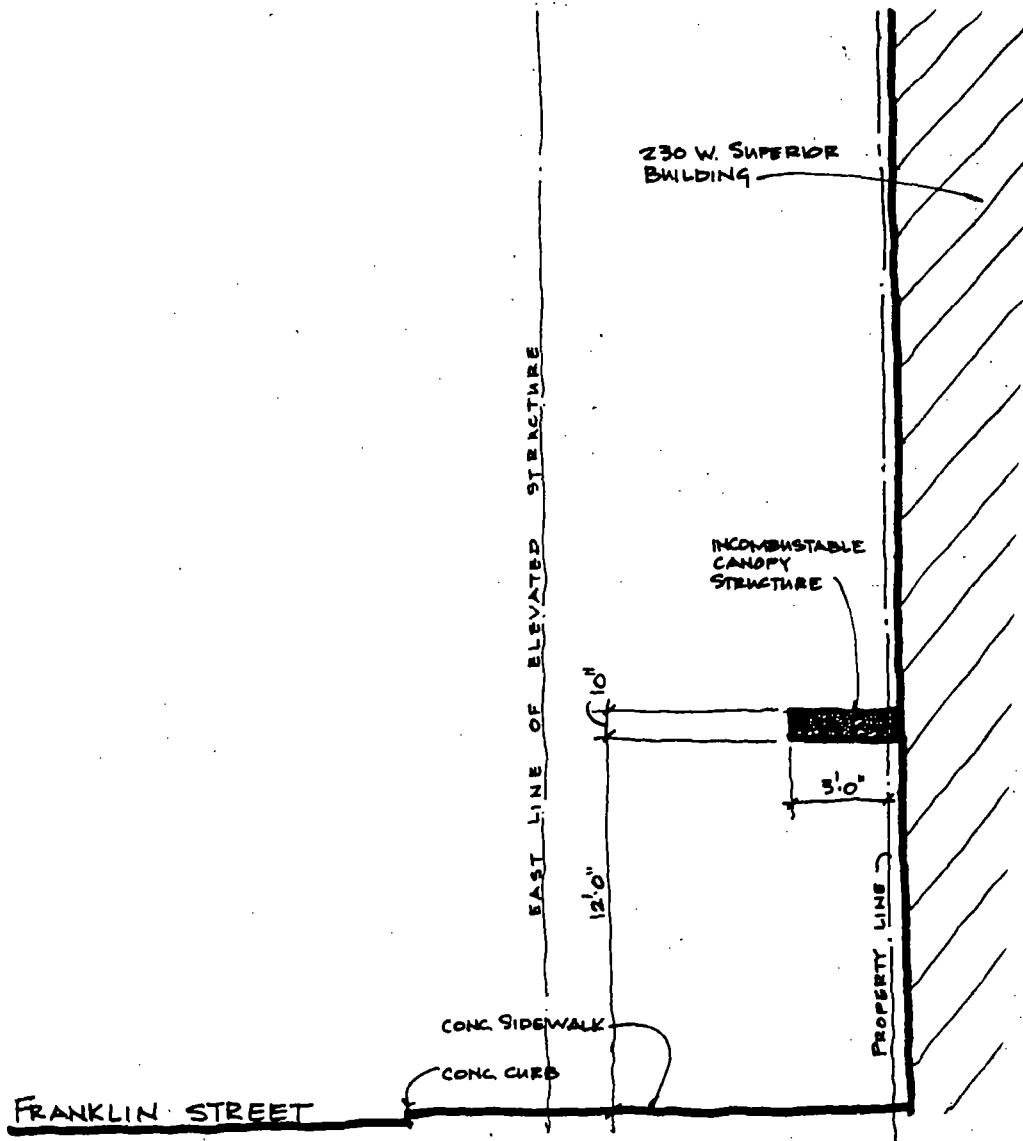 230 W. SUPERIOR
BUILDING
EAST LINE OF ELEVATED STRUCTURE
INCOMBUSTABLE
CANOPY
STRUCTURE
10"
3'0"
12'0"
PROPERTY LINE
CONC. SIDEWALK
CONC. CURB
FRANKLIN STREET